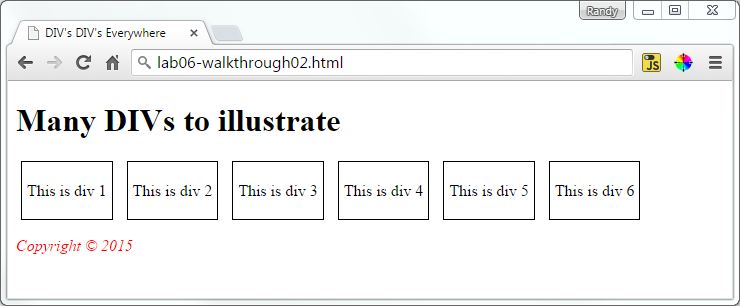 Randy
DIV's DIV's Everywhere
lab06-walkthrough02.html
JS
Many DIVs to illustrate
This is div 1 This is div 2 This is div 3 This is div 4 This is div 5 This is div 6
Copyright © 2015